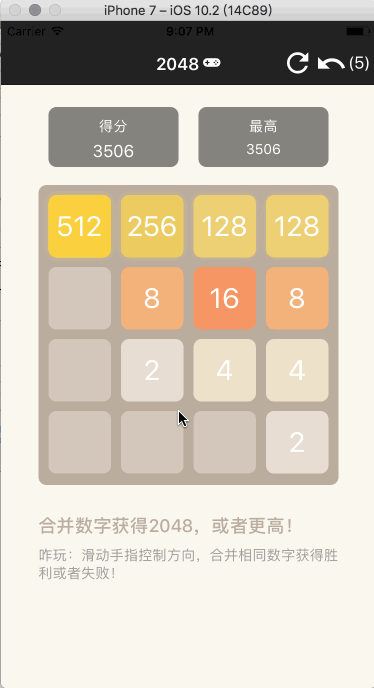 iPhone 7 – iOS 10.2 (14C89)
Carrier 9:07 PM
2048 (5)
得分 最高
3506 3506
512 256 128 128
8 16 8
2 4 4
2
合并数字获得2048，或者更高！
咋玩：滑动手指控制方向，合并相同数字获得胜
利或者失败！